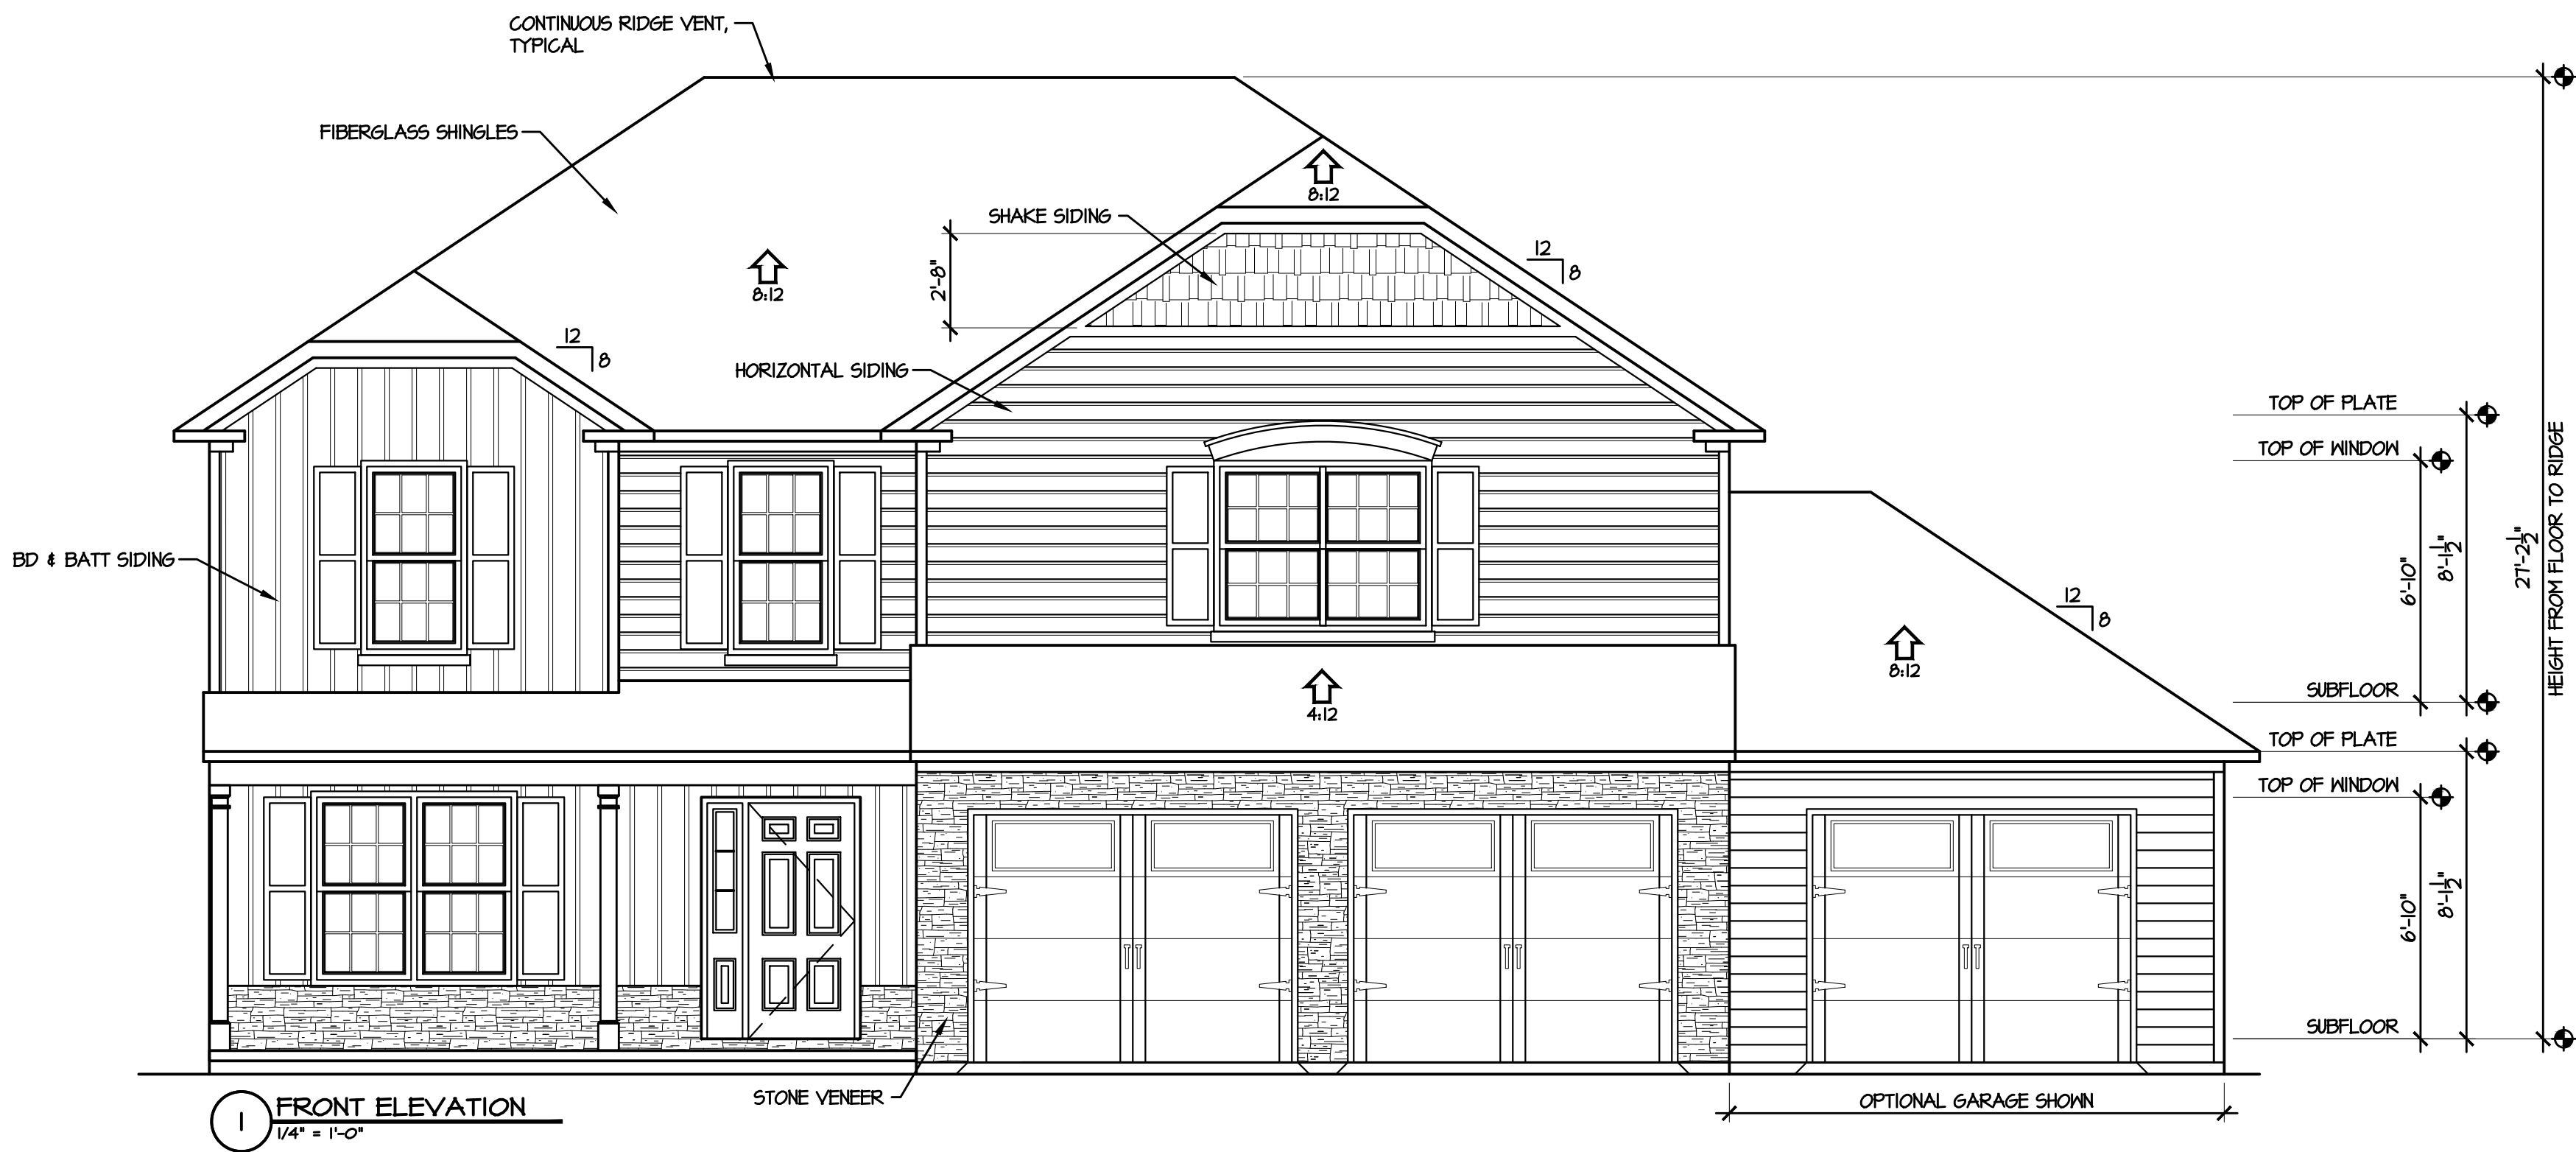 CONTINUOUS RIDGE VENT,
TYPICAL
FIBERGLASS SHINGLES
8:12
SHAKE SIDING
12
8
2'-8"
8:12
12
8
HORIZONTAL SIDING
TOP OF PLATE
TOP OF WINDOW
BD & BATT SIDING
6'-10"
8'-1 1/2"
27'-2 1/2"
HEIGHT FROM FLOOR TO RIDGE
12
8
8:12
SUBFLOOR
4:12
TOP OF PLATE
TOP OF WINDOW
6'-10"
8'-1 1/2"
SUBFLOOR
STONE VENEER
OPTIONAL GARAGE SHOWN
1
FRONT ELEVATION
1/4" = 1'-0"